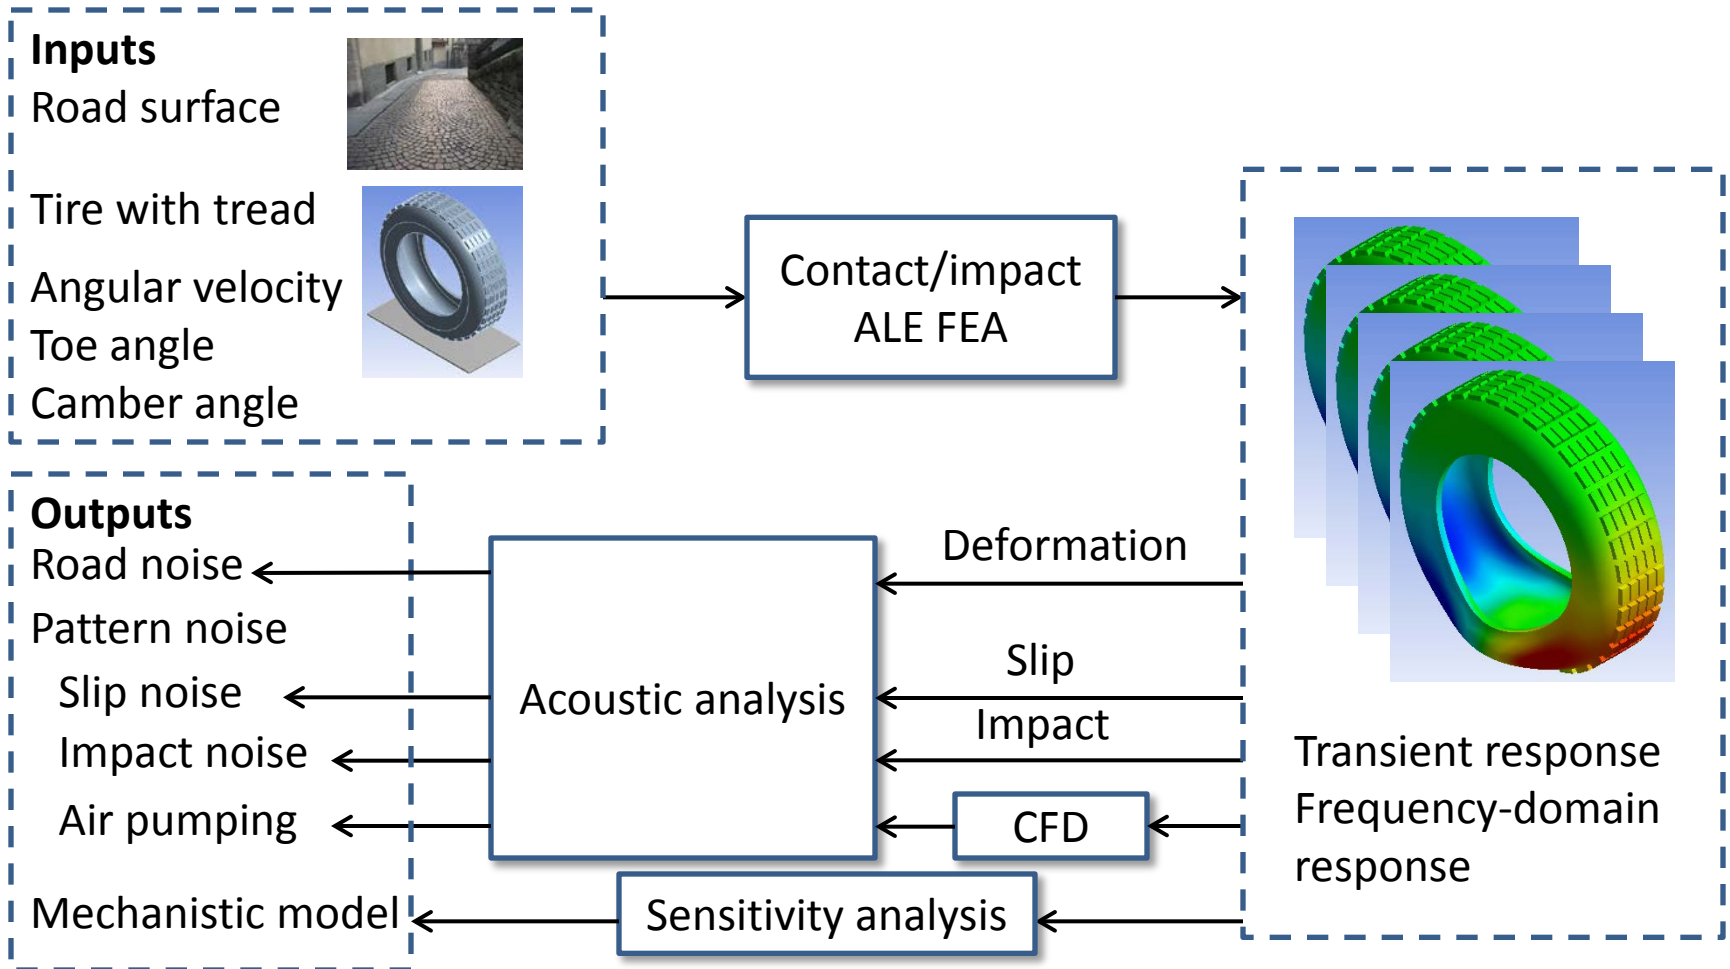 Inputs
Road surface
Tire with tread
Angular velocity
Toe angle
Camber angle
Contact/impact
ALE FEA
Transient response
Frequency-domain
response
Deformation
Slip
Impact
CFD
Acoustic analysis
Sensitivity analysis
Outputs
Road noise
Pattern noise
Slip noise
Impact noise
Air pumping
Mechanistic model